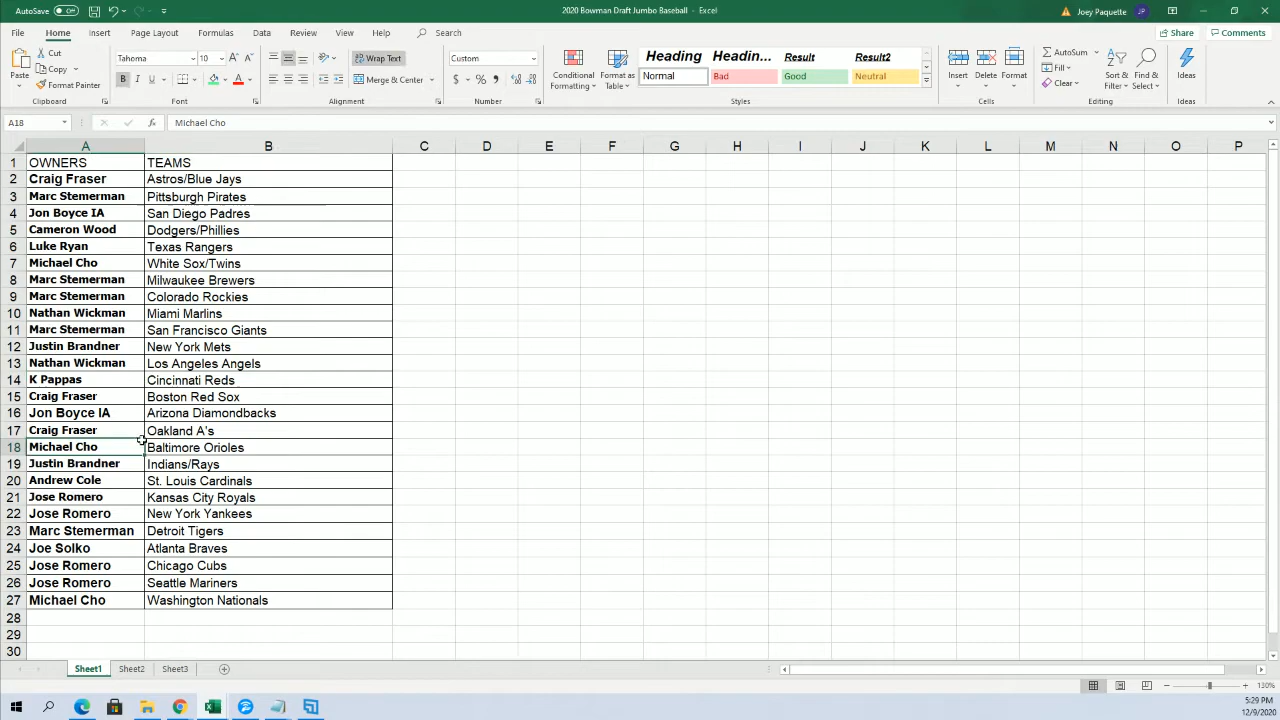 AutoSave Off
2020 Bowman Draft Jumbo Baseball - Excel
Joey Paquette JP
File Home Insert Page Layout Formulas Data Review View Help Search
Share Comments
Cut
Copy
Format Painter
Paste
Clipboard
Tahoma 10
B I U
Font
Wrap Text
Merge & Center
Alignment
Custom
Number
Conditional Formatting
Format as Table
Heading Headin... Result Result2
Normal Bad Good Neutral
Styles
Insert Delete Format
Cells
AutoSum
Fill
Clear
Sort & Filter
Find & Select
Editing
Ideas
Ideas
A18 fx Michael Cho
A B C D E F G H I J K L M N O P
1 OWNERS TEAMS
2 Craig Fraser Astros/Blue Jays
3 Marc Stemerman Pittsburgh Pirates
4 Jon Boyce IA San Diego Padres
5 Cameron Wood Dodgers/Phillies
6 Luke Ryan Texas Rangers
7 Michael Cho White Sox/Twins
8 Marc Stemerman Milwaukee Brewers
9 Marc Stemerman Colorado Rockies
10 Nathan Wickman Miami Marlins
11 Marc Stemerman San Francisco Giants
12 Justin Brandner New York Mets
13 Nathan Wickman Los Angeles Angels
14 K Pappas Cincinnati Reds
15 Craig Fraser Boston Red Sox
16 Jon Boyce IA Arizona Diamondbacks
17 Craig Fraser Oakland A's
18 Michael Cho Baltimore Orioles
19 Justin Brandner Indians/Rays
20 Andrew Cole St. Louis Cardinals
21 Jose Romero Kansas City Royals
22 Jose Romero New York Yankees
23 Marc Stemerman Detroit Tigers
24 Joe Solko Atlanta Braves
25 Jose Romero Chicago Cubs
26 Jose Romero Seattle Mariners
27 Michael Cho Washington Nationals
28
29
30
Sheet1 Sheet2 Sheet3
130%
5:29 PM
12/9/2020